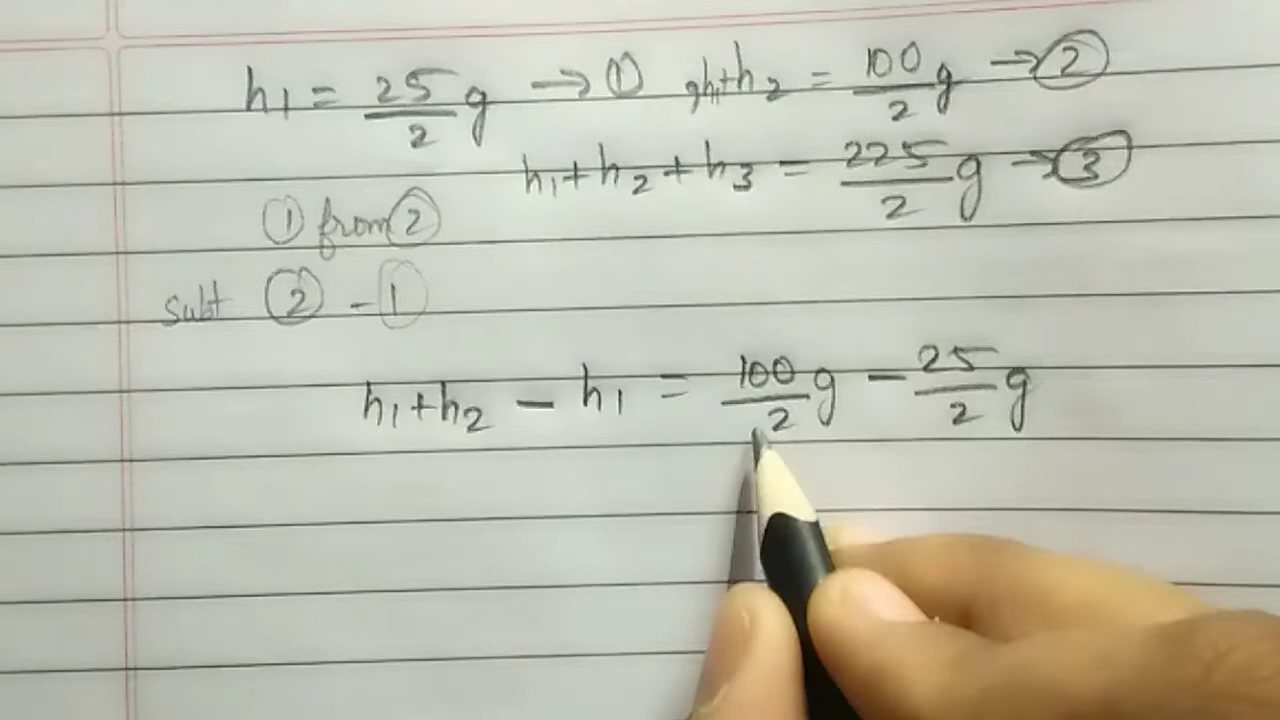 h₁ = 25/2 g → ① gh₁+h₂ = 100/2 g → ②
h₁+h₂+h₃ = 225/2 g → ③
① from ②
subt ② - ①
h₁+h₂ - h₁ = 100/2 g - 25/2 g